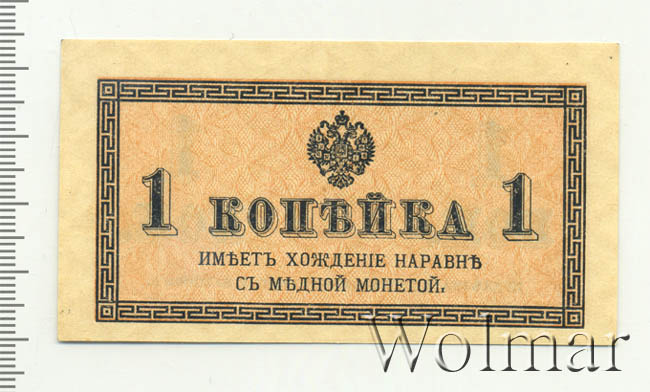 1 КОПѢЙКА 1
ИМѢЕТЪ ХОЖДЕНІЕ НАРАВНѢ
СЪ МѢДНОЙ МОНЕТОЙ.
Wolmar